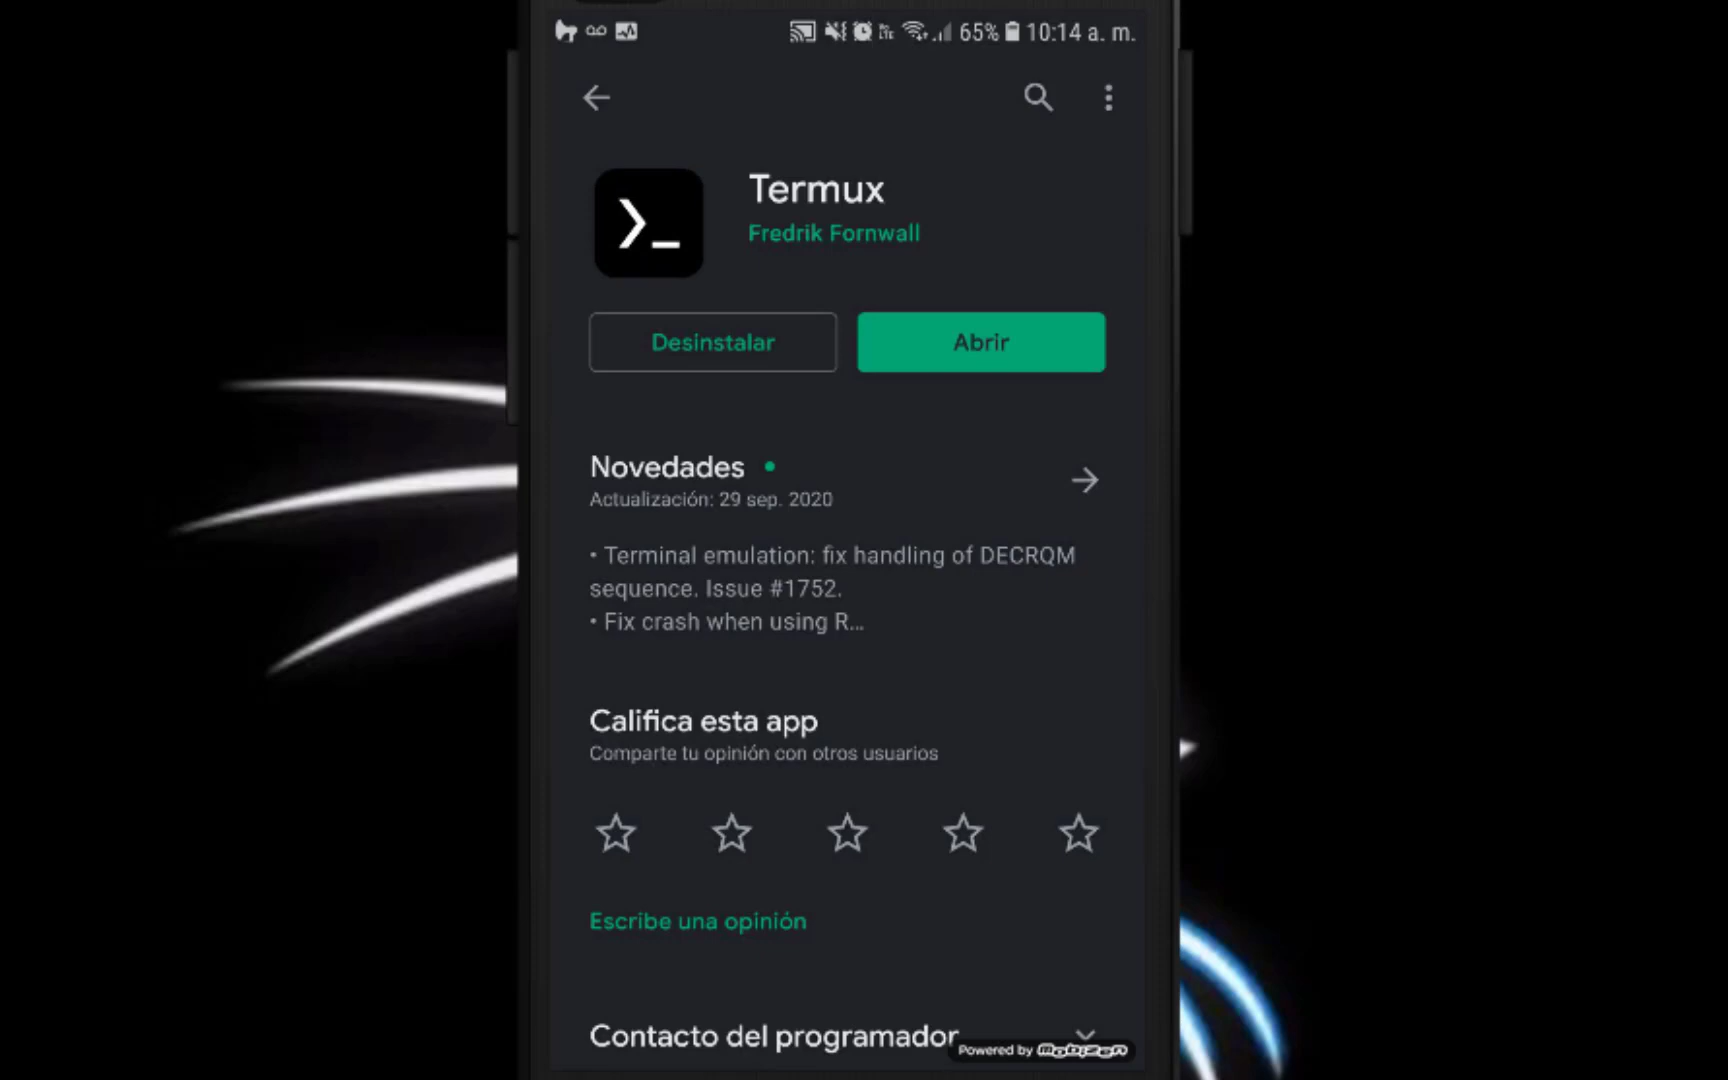 65% 10:14 a. m.
Termux
Fredrik Fornwall
Desinstalar
Abrir
Novedades
Actualización: 29 sep. 2020
• Terminal emulation: fix handling of DECRQM
sequence. Issue #1752.
• Fix crash when using R...
Califica esta app
Comparte tu opinión con otros usuarios
Escribe una opinión
Contacto del programador
Powered by mobizen